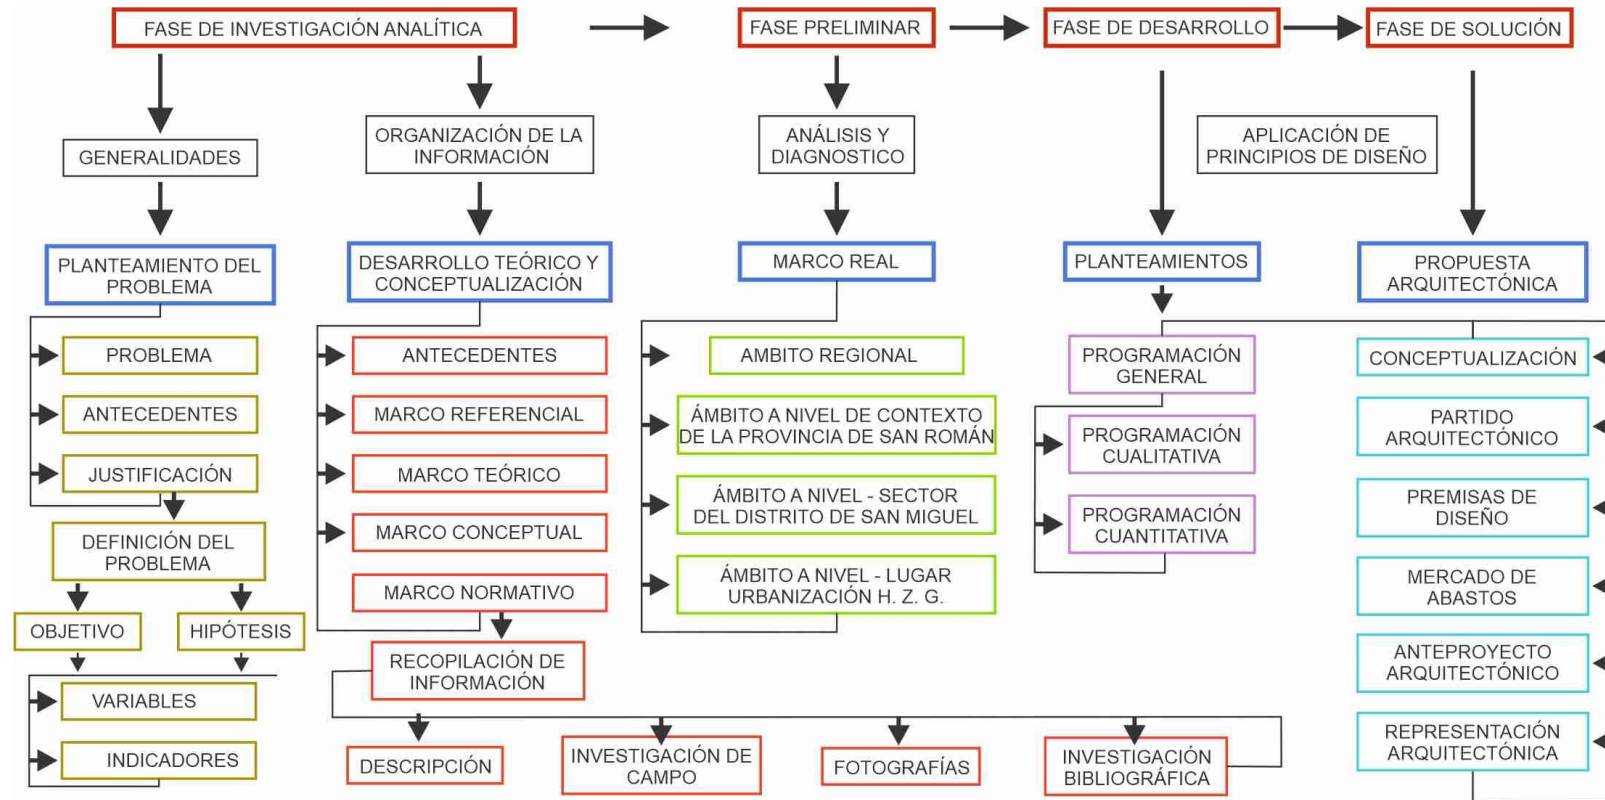 FASE DE INVESTIGACIÓN ANALÍTICA
FASE PRELIMINAR
FASE DE DESARROLLO
FASE DE SOLUCIÓN
GENERALIDADES
ORGANIZACIÓN DE LA
INFORMACIÓN
ANÁLISIS Y
DIAGNOSTICO
APLICACIÓN DE
PRINCIPIOS DE DISEÑO
PLANTEAMIENTO DEL
PROBLEMA
DESARROLLO TEÓRICO Y
CONCEPTUALIZACIÓN
MARCO REAL
PLANTEAMIENTOS
PROPUESTA
ARQUITECTÓNICA
PROBLEMA
ANTECEDENTES
JUSTIFICACIÓN
DEFINICIÓN DEL
PROBLEMA
OBJETIVO
HIPÓTESIS
VARIABLES
INDICADORES
ANTECEDENTES
MARCO REFERENCIAL
MARCO TEÓRICO
MARCO CONCEPTUAL
MARCO NORMATIVO
RECOPILACIÓN DE
INFORMACIÓN
DESCRIPCIÓN
INVESTIGACIÓN DE
CAMPO
FOTOGRAFÍAS
INVESTIGACIÓN
BIBLIOGRÁFICA
AMBITO REGIONAL
ÁMBITO A NIVEL DE CONTEXTO
DE LA PROVINCIA DE SAN ROMÁN
ÁMBITO A NIVEL - SECTOR
DEL DISTRITO DE SAN MIGUEL
ÁMBITO A NIVEL - LUGAR
URBANIZACIÓN H. Z. G.
PROGRAMACIÓN
GENERAL
PROGRAMACIÓN
CUALITATIVA
PROGRAMACIÓN
CUANTITATIVA
CONCEPTUALIZACIÓN
PARTIDO
ARQUITECTÓNICO
PREMISAS DE
DISEÑO
MERCADO DE
ABASTOS
ANTEPROYECTO
ARQUITECTÓNICO
REPRESENTACIÓN
ARQUITECTÓNICA